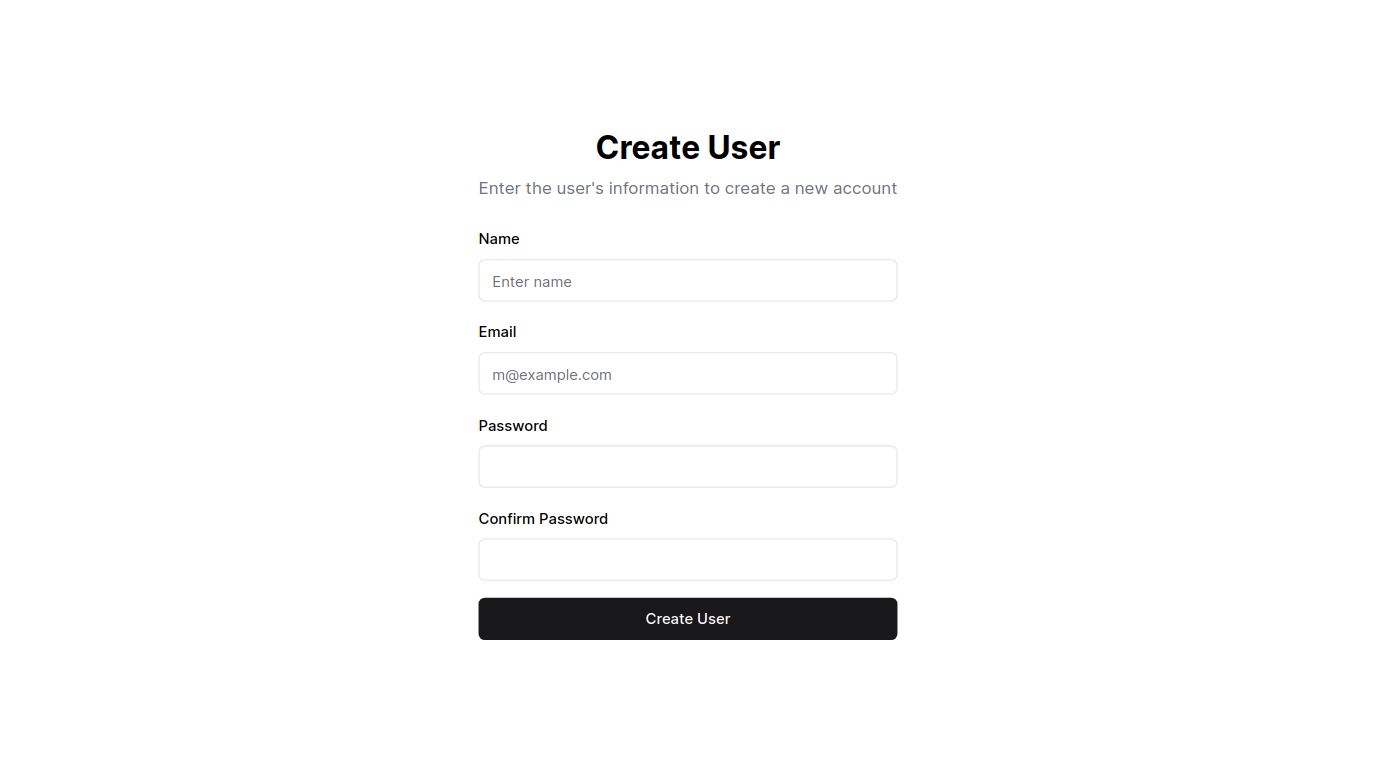 Create User
Enter the user's information to create a new account
Name
Enter name
Email
m@example.com
Password
Confirm Password
Create User